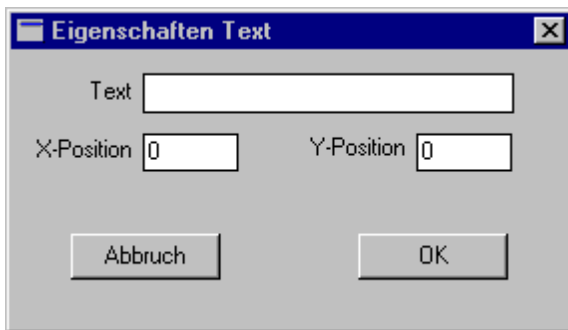 Eigenschaften Text
Text
X-Position 0 Y-Position 0
Abbruch OK